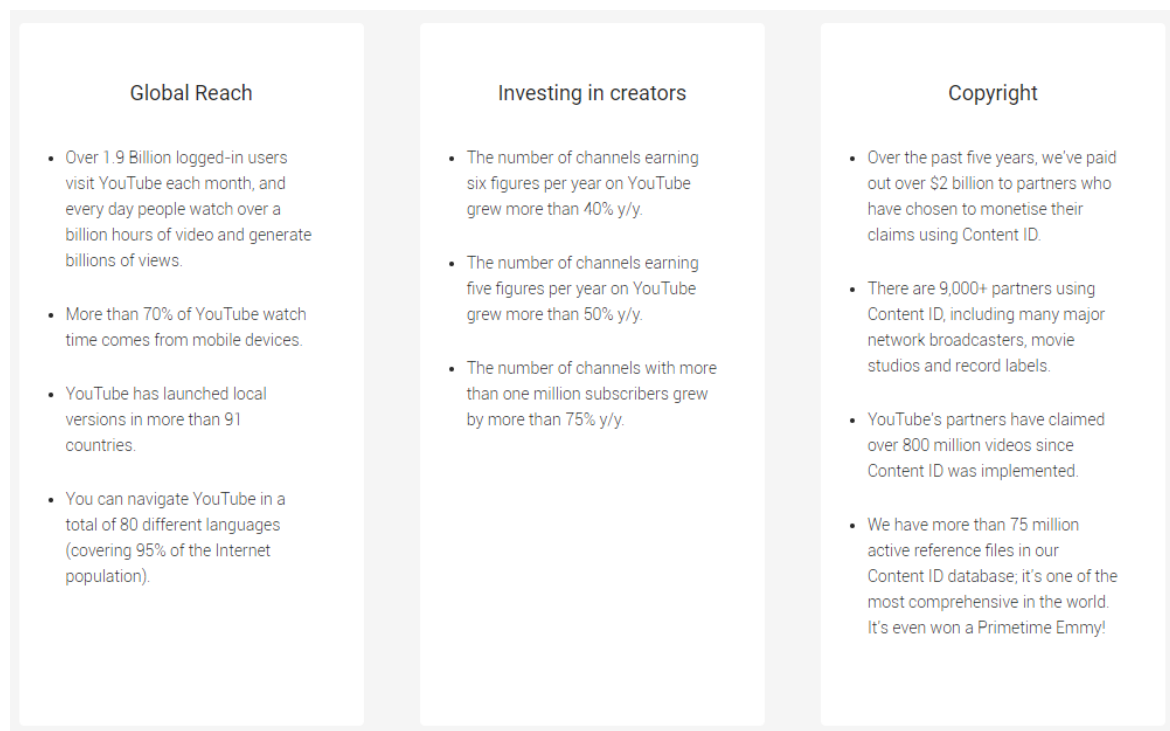 Global Reach
• Over 1.9 Billion logged-in users
visit YouTube each month, and
every day people watch over a
billion hours of video and generate
billions of views.
• More than 70% of YouTube watch
time comes from mobile devices.
• YouTube has launched local
versions in more than 91
countries.
• You can navigate YouTube in a
total of 80 different languages
(covering 95% of the Internet
population).
Investing in creators
• The number of channels earning
six figures per year on YouTube
grew more than 40% y/y.
• The number of channels earning
five figures per year on YouTube
grew more than 50% y/y.
• The number of channels with more
than one million subscribers grew
by more than 75% y/y.
Copyright
• Over the past five years, we've paid
out over $2 billion to partners who
have chosen to monetise their
claims using Content ID.
• There are 9,000+ partners using
Content ID, including many major
network broadcasters, movie
studios and record labels.
• YouTube's partners have claimed
over 800 million videos since
Content ID was implemented.
• We have more than 75 million
active reference files in our
Content ID database; it's one of the
most comprehensive in the world.
It's even won a Primetime Emmy!